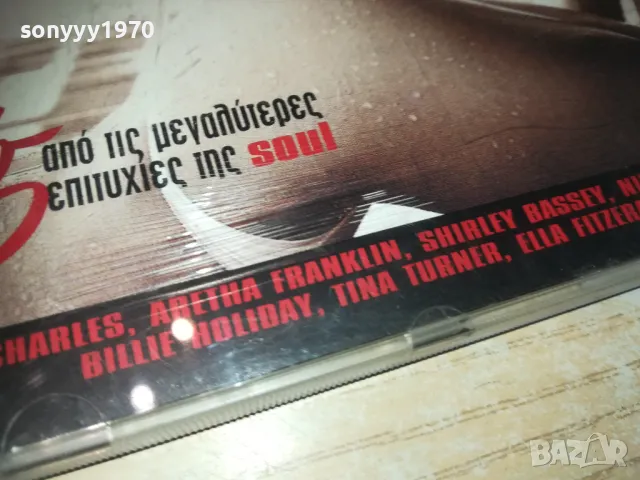 sonyyy1970
από τις μεγαλύτερες
επιτυχίες της soul
CHARLES, ARETHA FRANKLIN, SHIRLEY BASSEY,
BILLIE HOLIDAY, TINA TURNER, ELLA
BAZAR